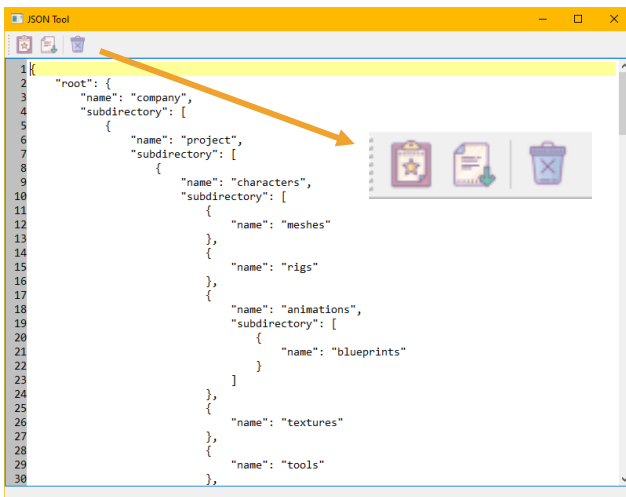 JSON Tool
1 {
2     "root": {
3         "name": "company",
4         "subdirectory": [
5             {
6                 "name": "project",
7                 "subdirectory": [
8                     {
9                         "name": "characters",
10                         "subdirectory": [
11                             {
12                                 "name": "meshes"
13                             },
14                             {
15                                 "name": "rigs"
16                             },
17                             {
18                                 "name": "animations",
19                                 "subdirectory": [
20                                     {
21                                         "name": "blueprints"
22                                     }
23                                 ]
24                             },
25                             {
26                                 "name": "textures"
27                             },
28                             {
29                                 "name": "tools"
30                             },